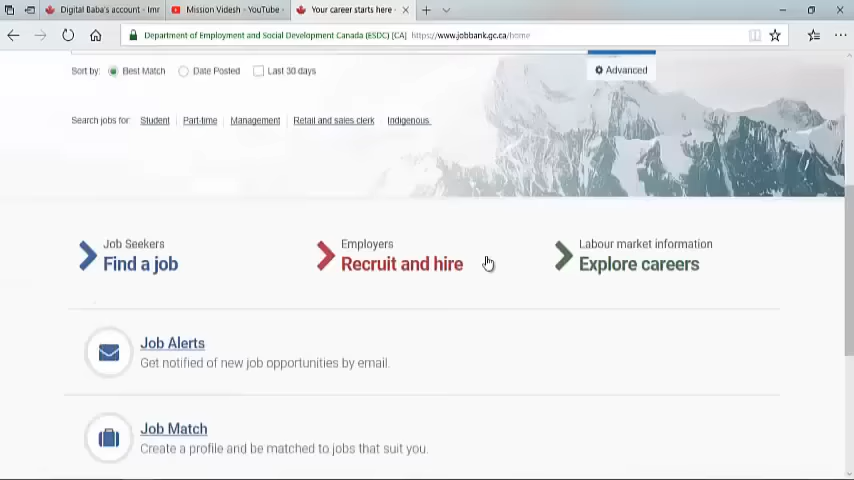 Digital Baba's account - Imr
Mission Videsh - YouTube
Your career starts here -
Department of Employment and Social Development Canada (ESDC) [CA] https://www.jobbank.gc.ca/home
Sort by: Best Match Date Posted Last 30 days
Advanced
Search jobs for Student Part-time Management Retail and sales clerk Indigenous
Job Seekers
Find a job
Employers
Recruit and hire
Labour market information
Explore careers
Job Alerts
Get notified of new job opportunities by email.
Job Match
Create a profile and be matched to jobs that suit you.